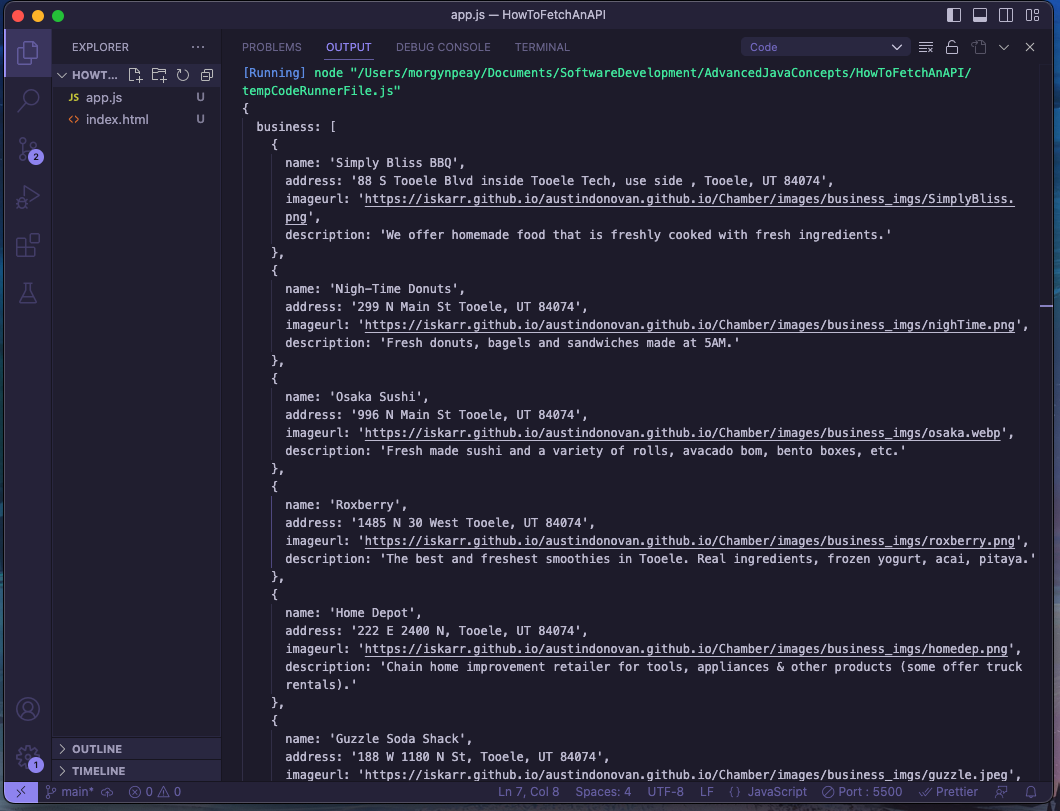 app.js — HowToFetchAnAPI
EXPLORER
PROBLEMS OUTPUT DEBUG CONSOLE TERMINAL
Code
HOWT...
JS app.js U
<> index.html U
2
[Running] node "/Users/morgynpeay/Documents/SoftwareDevelopment/AdvancedJavaConcepts/HowToFetchAnAPI/
tempCodeRunnerFile.js"
{
business: [
{
name: 'Simply Bliss BBQ',
address: '88 S Tooele Blvd inside Tooele Tech, use side , Tooele, UT 84074',
imageurl: 'https://iskarr.github.io/austindonovan.github.io/Chamber/images/business_imgs/SimplyBliss.
png',
description: 'We offer homemade food that is freshly cooked with fresh ingredients.'
},
{
name: 'Nigh-Time Donuts',
address: '299 N Main St Tooele, UT 84074',
imageurl: 'https://iskarr.github.io/austindonovan.github.io/Chamber/images/business_imgs/nighTime.png',
description: 'Fresh donuts, bagels and sandwiches made at 5AM.'
},
{
name: 'Osaka Sushi',
address: '996 N Main St Tooele, UT 84074',
imageurl: 'https://iskarr.github.io/austindonovan.github.io/Chamber/images/business_imgs/osaka.webp',
description: 'Fresh made sushi and a variety of rolls, avacado bom, bento boxes, etc.'
},
{
name: 'Roxberry',
address: '1485 N 30 West Tooele, UT 84074',
imageurl: 'https://iskarr.github.io/austindonovan.github.io/Chamber/images/business_imgs/roxberry.png',
description: 'The best and freshest smoothies in Tooele. Real ingredients, frozen yogurt, acai, pitaya.'
},
{
name: 'Home Depot',
address: '222 E 2400 N, Tooele, UT 84074',
imageurl: 'https://iskarr.github.io/austindonovan.github.io/Chamber/images/business_imgs/homedep.png',
description: 'Chain home improvement retailer for tools, appliances & other products (some offer truck
rentals).'
},
{
name: 'Guzzle Soda Shack',
address: '188 W 1180 N St, Tooele, UT 84074',
imageurl: 'https://iskarr.github.io/austindonovan.github.io/Chamber/images/business_imgs/guzzle.jpeg',
OUTLINE
TIMELINE
1
main* 0 0 Ln 7, Col 8 Spaces: 4 UTF-8 LF {} JavaScript Port : 5500 Prettier